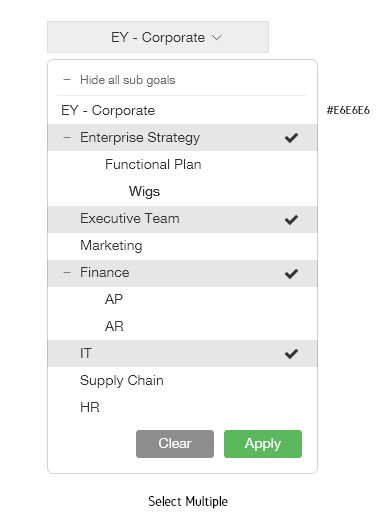 EY - Corporate
− Hide all sub goals
EY - Corporate
#E6E6E6
− Enterprise Strategy
Functional Plan
Wigs
Executive Team
Marketing
− Finance
AP
AR
IT
Supply Chain
HR
Clear
Apply
Select Multiple